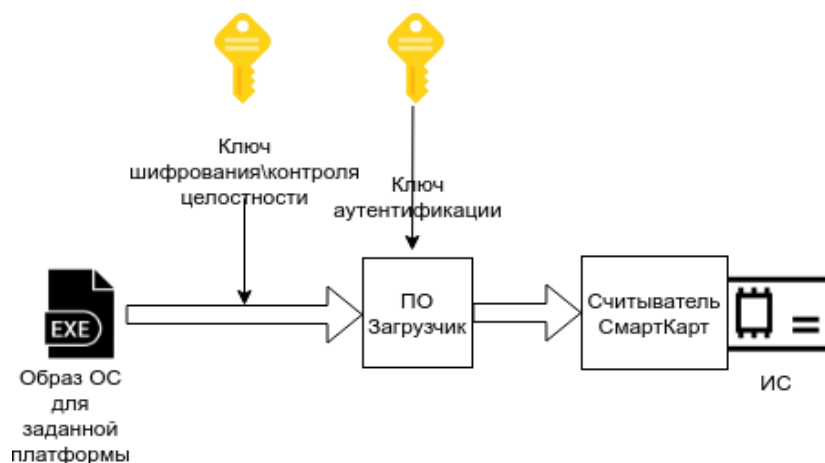 Ключ
шифрования\контроля
целостности
Ключ
аутентификации
EXE
Образ ОС
для
заданной
платформы
ПО
Загрузчик
Считыватель
СмартКарт
ИС